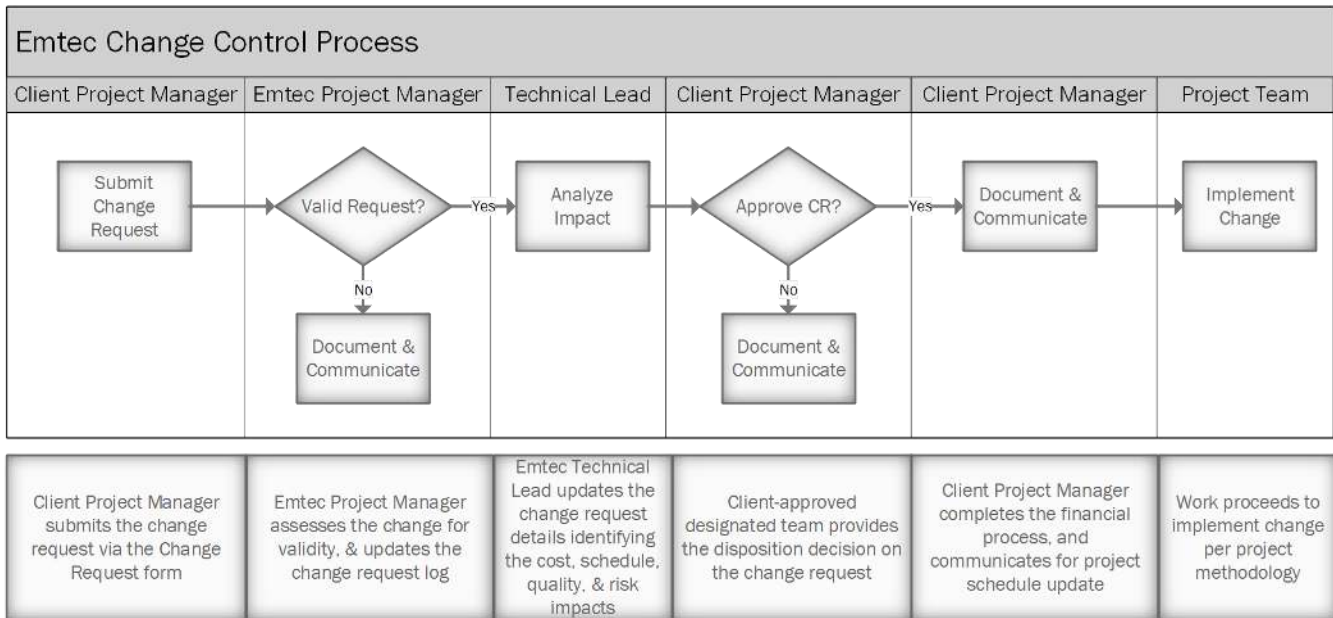 Emtec Change Control Process
Client Project Manager
Emtec Project Manager
Technical Lead
Client Project Manager
Client Project Manager
Project Team
Submit
Change
Request
Valid Request?
Yes
No
Document &
Communicate
Analyze
Impact
Approve CR?
Yes
No
Document &
Communicate
Document &
Communicate
Implement
Change
Client Project Manager
submits the change
request via the Change
Request form
Emtec Project Manager
assesses the change for
validity, & updates the
change request log
Emtec Technical
Lead updates the
change request
details identifying
the cost, schedule,
quality, & risk
impacts
Client-approved
designated team provides
the disposition decision on
the change request
Client Project Manager
completes the financial
process, and
communicates for project
schedule update
Work proceeds to
implement change
per project
methodology